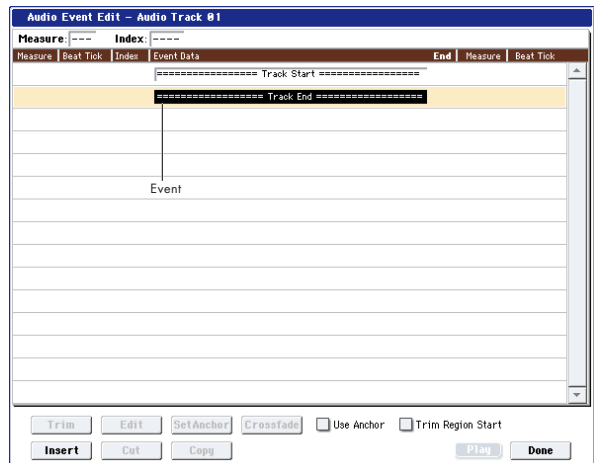 Audio Event Edit – Audio Track 01
Measure: --- Index: ----
Measure Beat Tick Index Event Data End Measure Beat Tick
================= Track Start =================
================== Track End ==================
Event
Trim Edit SetAnchor Crossfade Use Anchor Trim Region Start
Insert Cut Copy Play Done